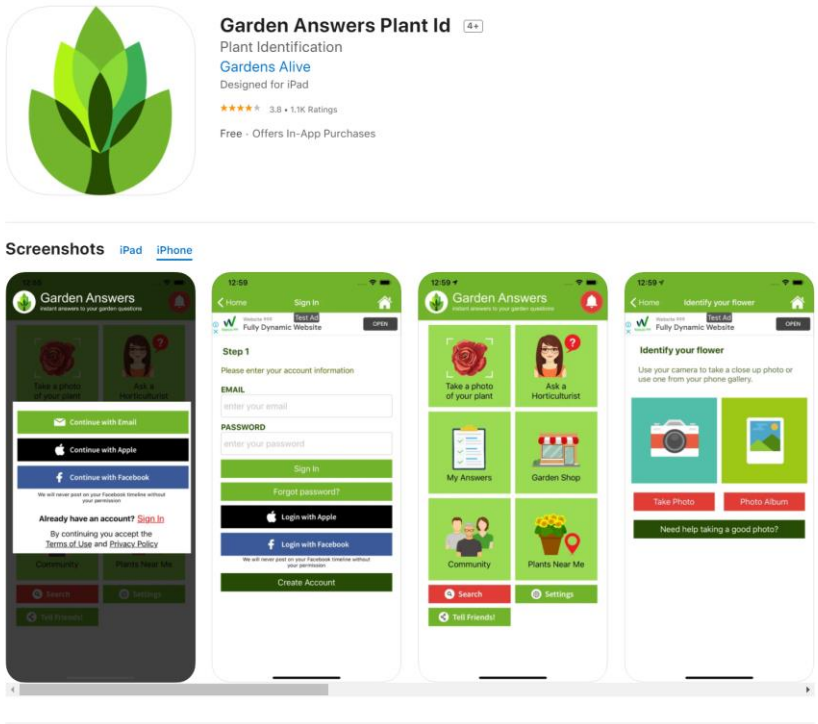 Garden Answers Plant Id 4+
Plant Identification
Gardens Alive
Designed for iPad
3.8 • 1.1K Ratings
Free · Offers In-App Purchases
Screenshots iPad iPhone
Garden Answers
instant answers to your garden questions
Take a photo
of your plant
Ask a
Horticulturist
Continue with Email
Continue with Apple
Continue with Facebook
We will never post on your Facebook timeline without
your permission
Already have an account? Sign In
By continuing you accept the
Terms of Use and Privacy Policy
Community
Plants Near Me
Search
Settings
Tell Friends!
12:59
Home
Sign In
Test Ad
Fully Dynamic Website
OPEN
Step 1
Please enter your account information
EMAIL
enter your email
PASSWORD
enter your password
Sign In
Forgot password?
Login with Apple
Login with Facebook
We will never post on your Facebook timeline without
your permission
Create Account
12:59
Garden Answers
instant answers to your garden questions
Take a photo
of your plant
Ask a
Horticulturist
My Answers
Garden Shop
Community
Plants Near Me
Search
Settings
Tell Friends!
12:59
Home
Identify your flower
Test Ad
Fully Dynamic Website
OPEN
Identify your flower
Use your camera to take a close up photo or
use one from your phone gallery.
Take Photo
Photo Album
Need help taking a good photo?